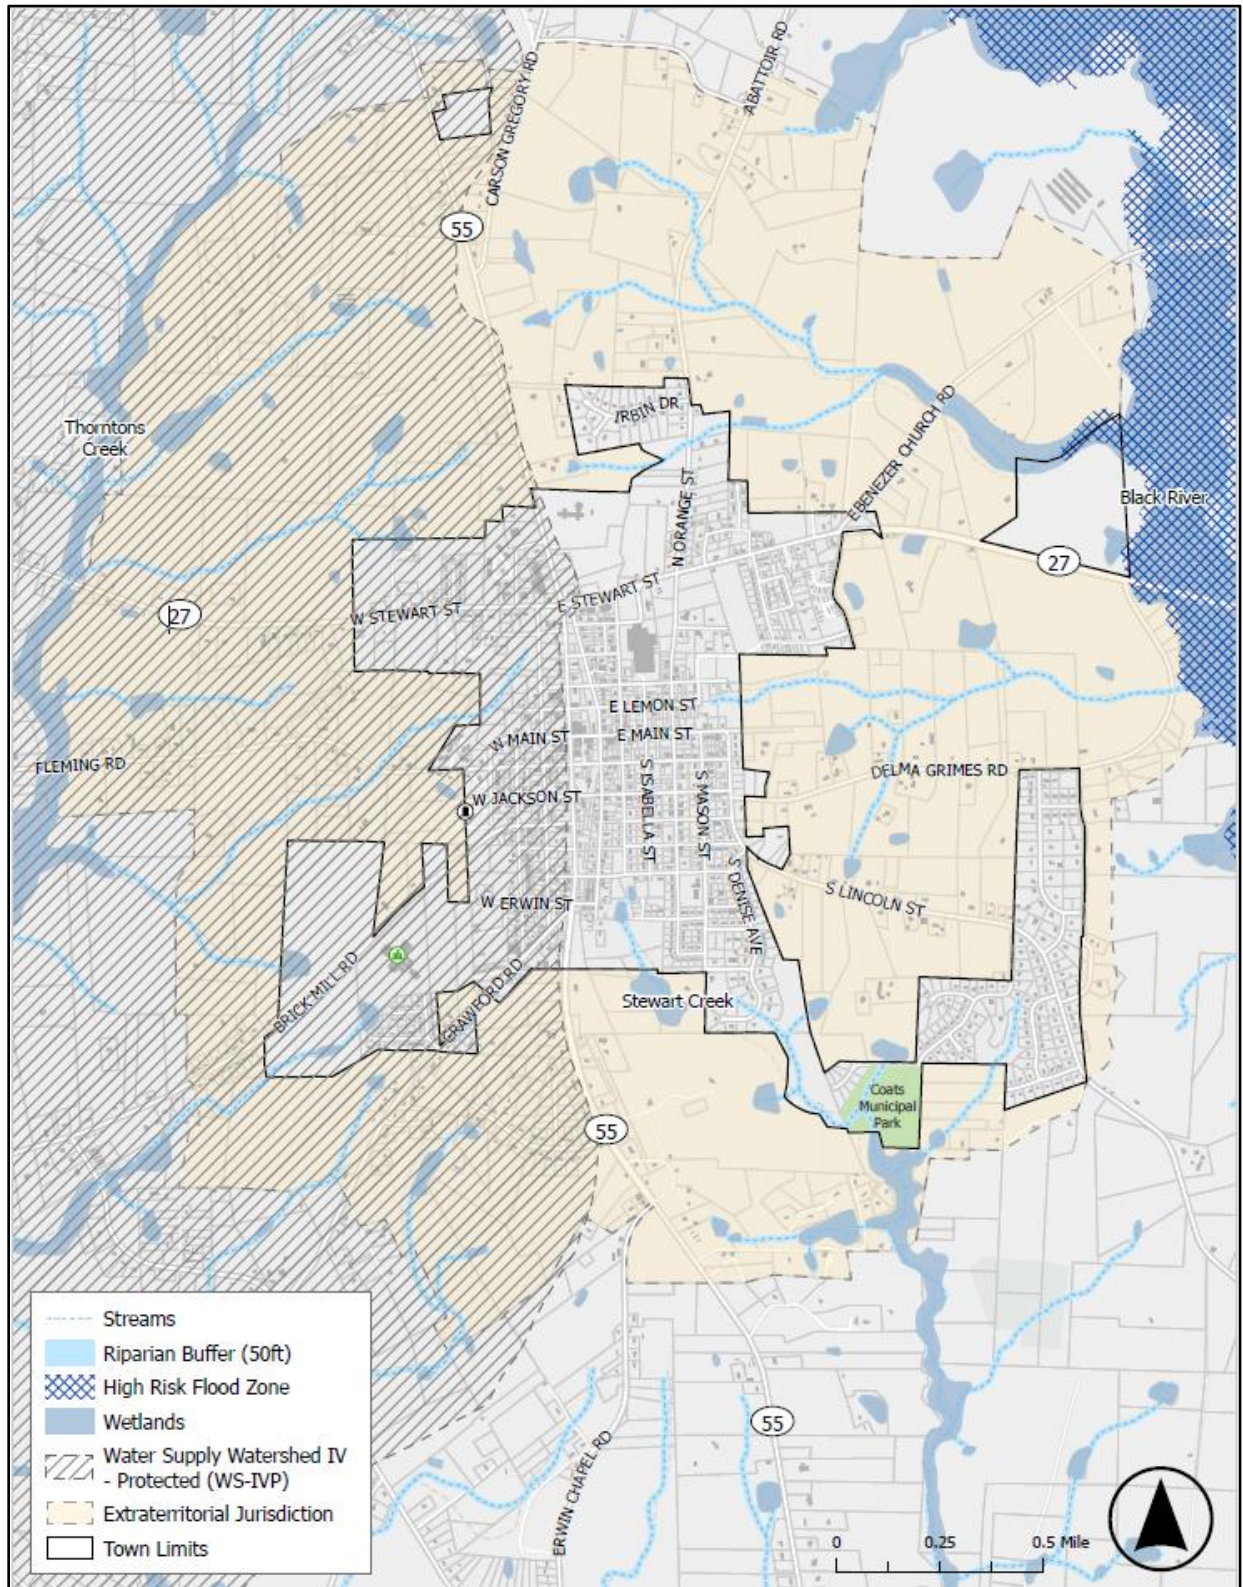 ABATTOIR RD
CARSON GREGORY RD
55
Thorntons
Creek
IRBIN DR
N ORANGE ST
EBENEZER CHURCH RD
Black River
27
27
W STEWART ST
E STEWART ST
E LEMON ST
W MAIN ST
E MAIN ST
FLEMING RD
DELMA GRIMES RD
W JACKSON ST
S ISABELLA ST
S MASON ST
S DENISE AVE
S LINCOLN ST
W ERWIN ST
BRICK MILL RD
CRAWFORD RD
Stewart Creek
Coats
Municipal
Park
55
55
ERWIN CHAPEL RD
Streams
Riparian Buffer (50ft)
High Risk Flood Zone
Wetlands
Water Supply Watershed IV
- Protected (WS-IVP)
Extraterritorial Jurisdiction
Town Limits
0 0.25 0.5 Mile